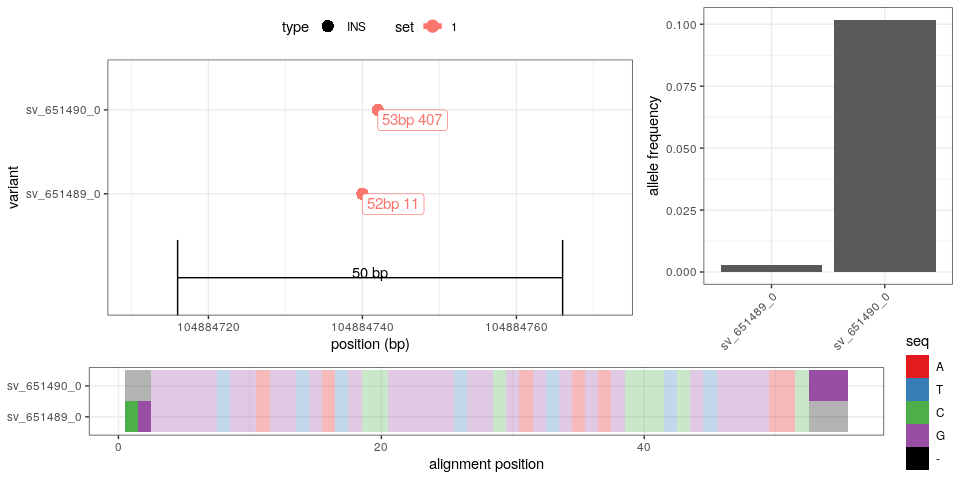 type INS set 1
variant
sv_651490_0
sv_651489_0
53bp 407
52bp 11
50 bp
104884720 104884740 104884760
position (bp)
allele frequency
0.100
0.075
0.050
0.025
0.000
sv_651489_0 sv_651490_0
sv_651490_0
sv_651489_0
0 20 40
alignment position
seq
A
T
C
G
-